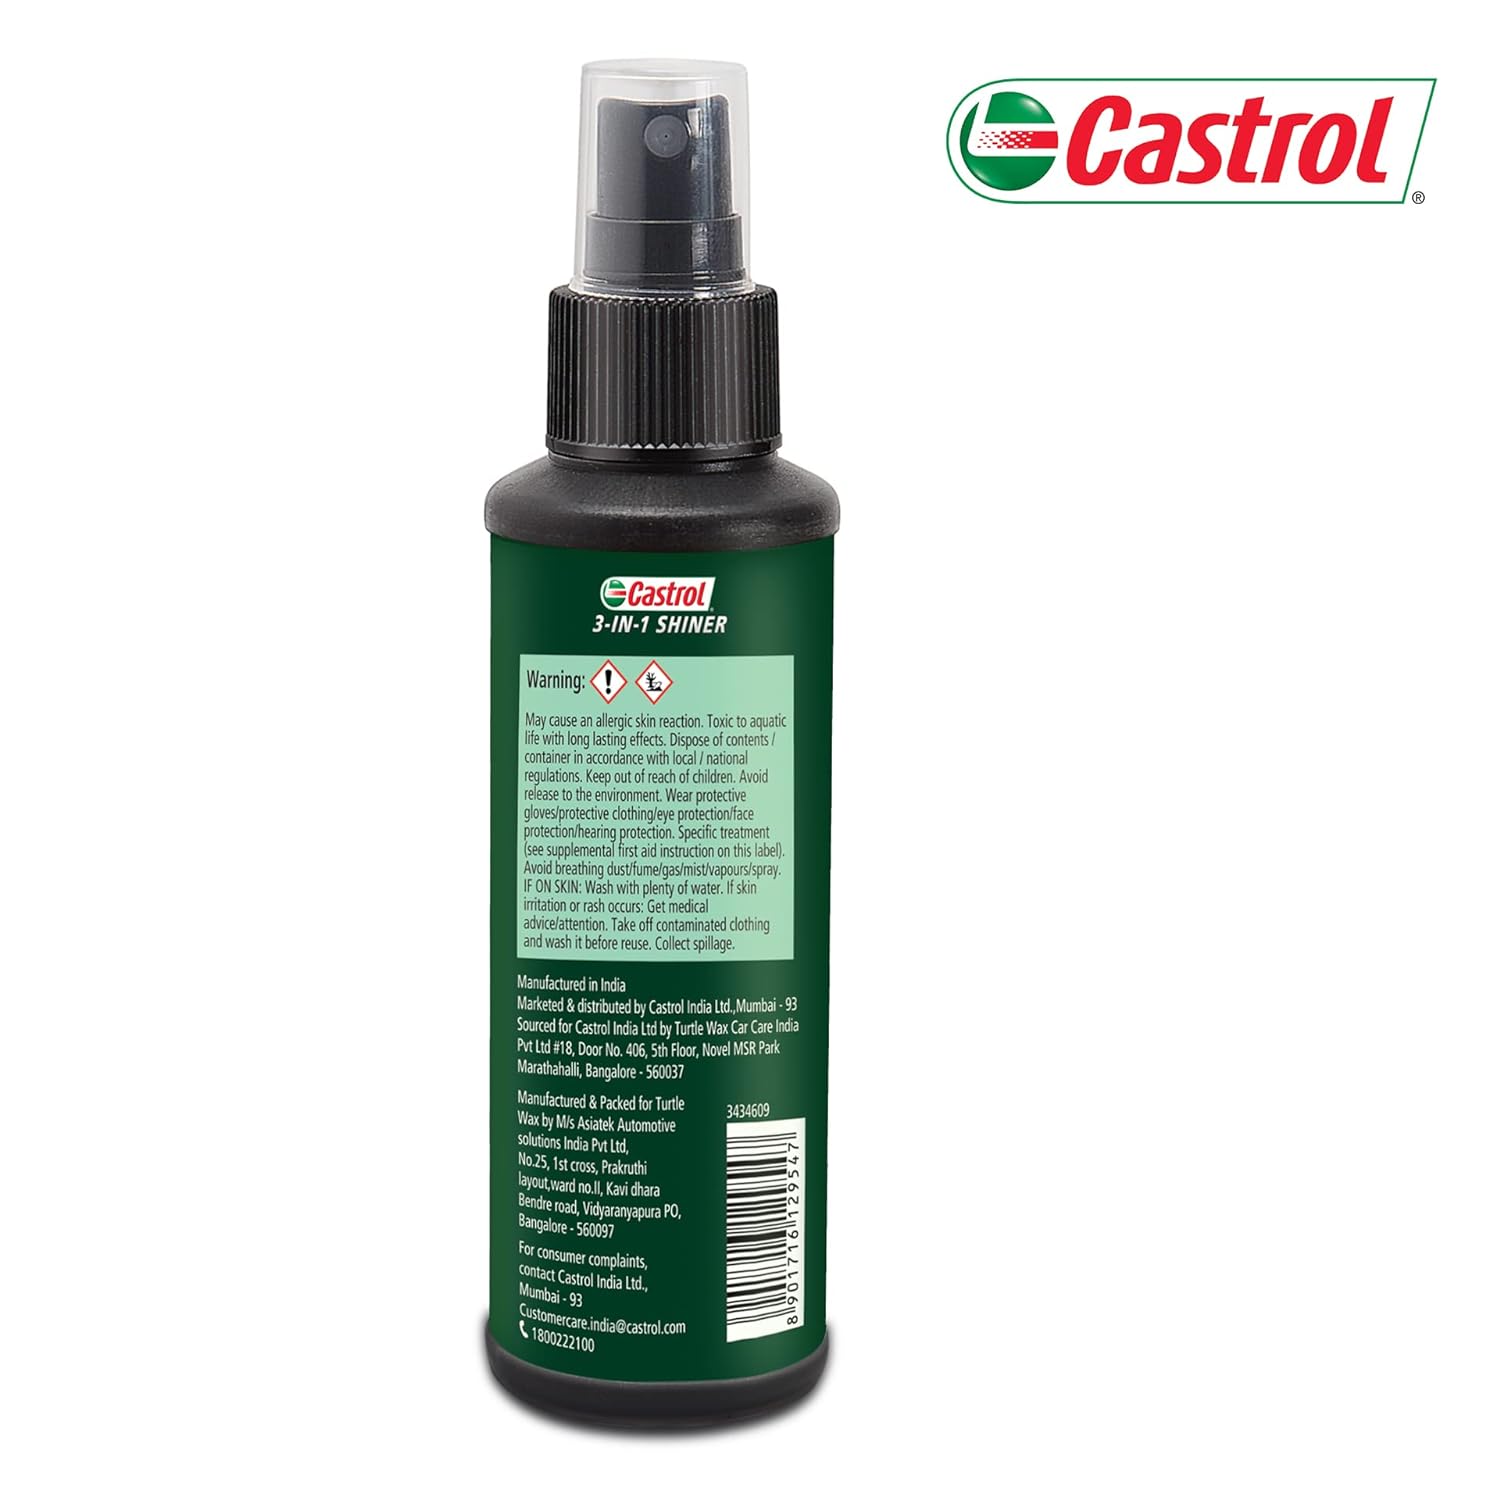 Castrol
®
Castrol
3-IN-1 SHINER
Warning:
May cause an allergic skin reaction. Toxic to aquatic
life with long lasting effects. Dispose of contents /
container in accordance with local / national
regulations. Keep out of reach of children. Avoid
release to the environment. Wear protective
gloves/protective clothing/eye protection/face
protection/hearing protection. Specific treatment
(see supplemental first aid instruction on this label).
Avoid breathing dust/fume/gas/mist/vapours/spray.
IF ON SKIN: Wash with plenty of water. If skin
irritation or rash occurs: Get medical
advice/attention. Take off contaminated clothing
and wash it before reuse. Collect spillage.
Manufactured in India
Marketed & distributed by Castrol India Ltd.,Mumbai - 93
Sourced for Castrol India Ltd by Turtle Wax Car Care India
Pvt Ltd #18, Door No. 406, 5th Floor, Novel MSR Park
Marathahalli, Bangalore - 560037
Manufactured & Packed for Turtle
Wax by M/s Asiatek Automotive
solutions India Pvt Ltd,
No.25, 1st cross, Prakruthi
layout,ward no.II, Kavi dhara
Bendre road, Vidyaranyapura PO,
Bangalore - 560097
For consumer complaints,
contact Castrol India Ltd.,
Mumbai - 93
Customercare.india@castrol.com
1800222100
3434609
8 901716 129547